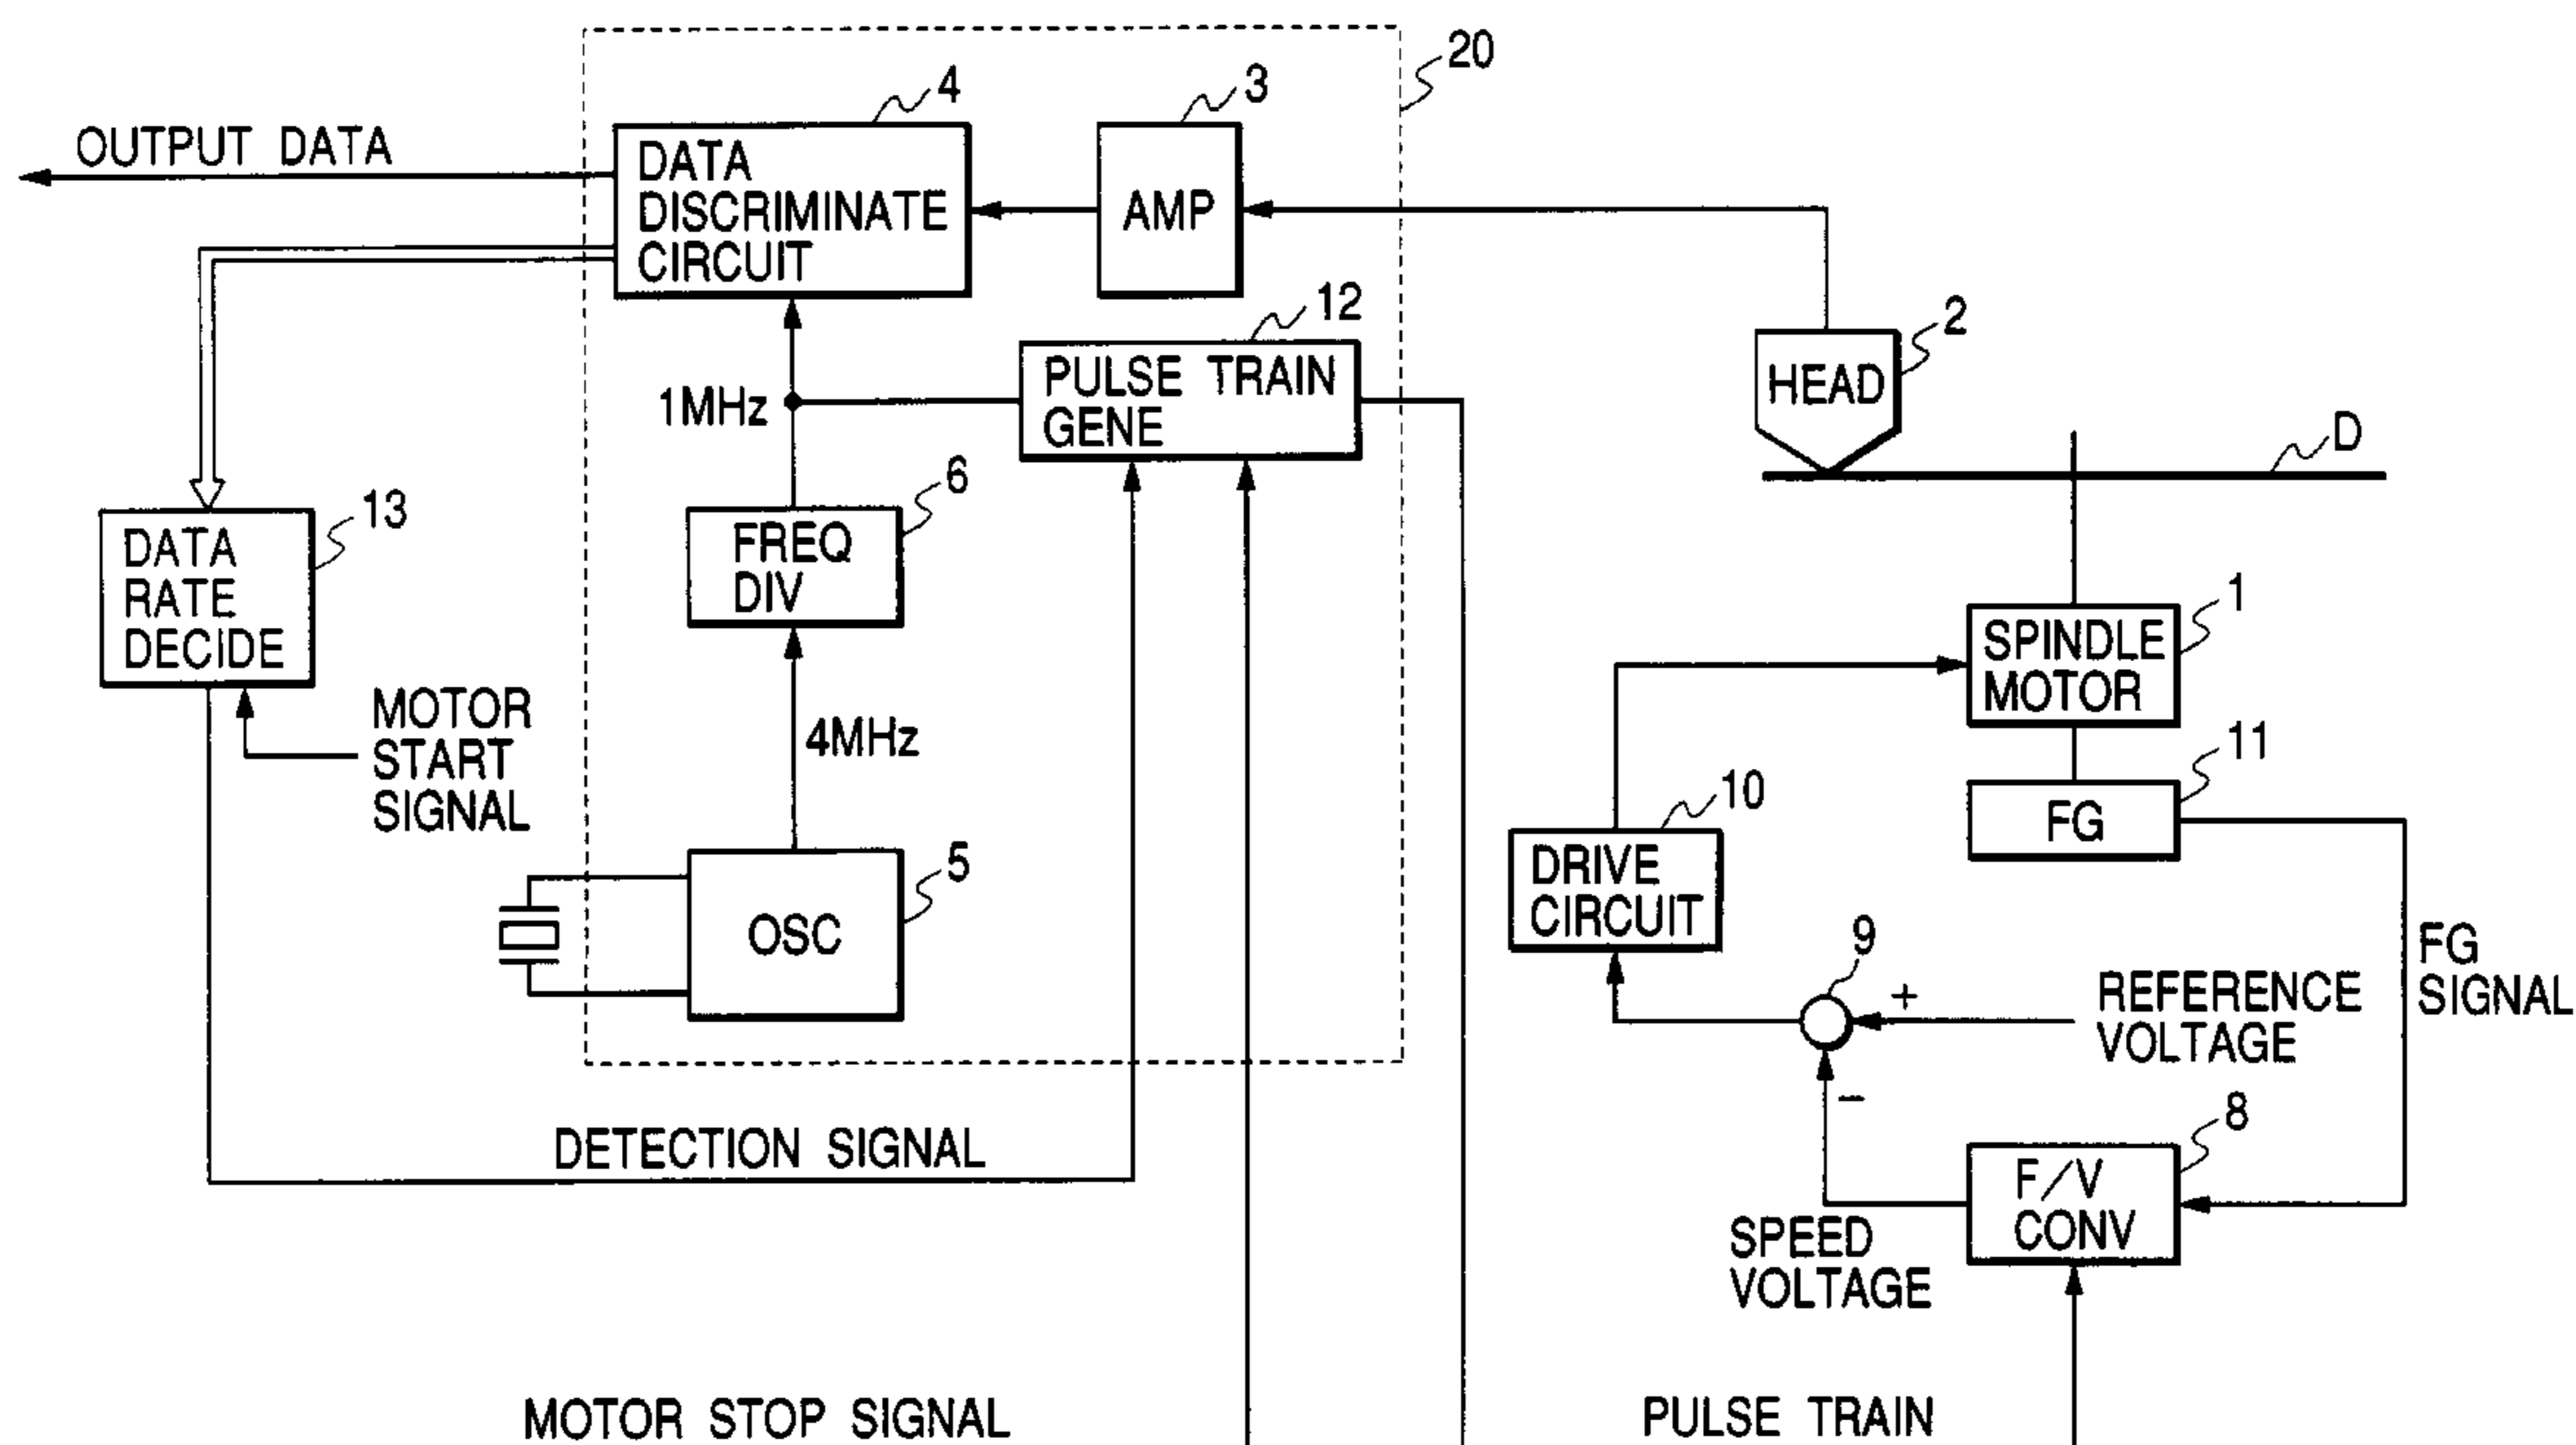 20
4
3
OUTPUT DATA
DATA
DISCRIMINATE
CIRCUIT
AMP
12
2
PULSE TRAIN
GENE
HEAD
1MHz
D
6
13
FREQ
DIV
DATA
RATE
DECIDE
1
SPINDLE
MOTOR
MOTOR
START
SIGNAL
4MHz
11
FG
10
DRIVE
CIRCUIT
5
OSC
9
FG
SIGNAL
+
REFERENCE
VOLTAGE
−
8
DETECTION SIGNAL
F/V
CONV
SPEED
VOLTAGE
MOTOR STOP SIGNAL
PULSE TRAIN